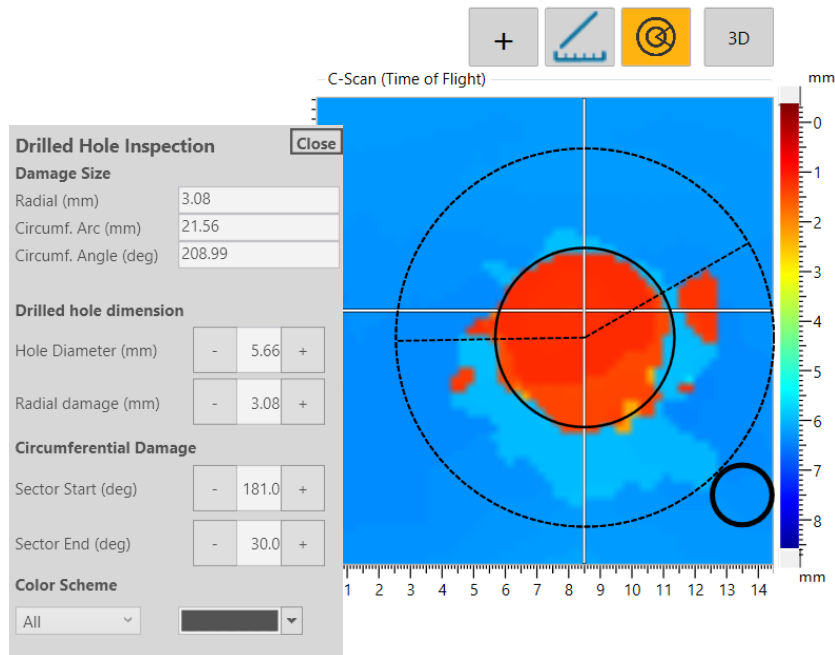 +
3D
C-Scan (Time of Flight)
mm
Drilled Hole Inspection
Close
Damage Size
Radial (mm) 3.08
Circumf. Arc (mm) 21.56
Circumf. Angle (deg) 208.99
Drilled hole dimension
Hole Diameter (mm) - 5.66 +
Radial damage (mm) - 3.08 +
Circumferential Damage
Sector Start (deg) - 181.0 +
Sector End (deg) - 30.0 +
Color Scheme
All
0
1
2
3
4
5
6
7
8
mm
1 2 3 4 5 6 7 8 9 10 11 12 13 14